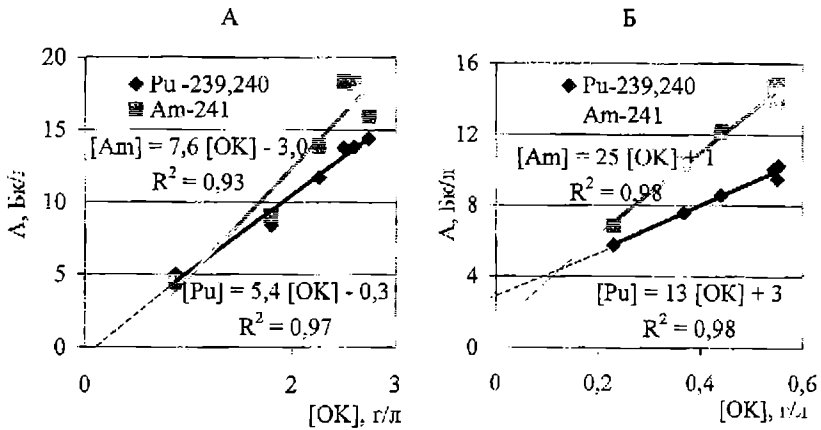 А
А, Бк/л
20
15
10
5
0
Pu -239,240
Am-241
[Am] = 7,6 [OK] - 3,0
R² = 0,93
[Pu] = 5,4 [OK] - 0,3
R² = 0,97
0
2
3
[OK], г/л
Б
А, Бк/л
16
12
8
4
0
Pu-239,240
Am-241
[Am] = 25 [OK] + 1
R² = 0,98
[Pu] = 13 [OK] + 3
R² = 0,98
0
0,2
0,4
0,6
[OK], г/л